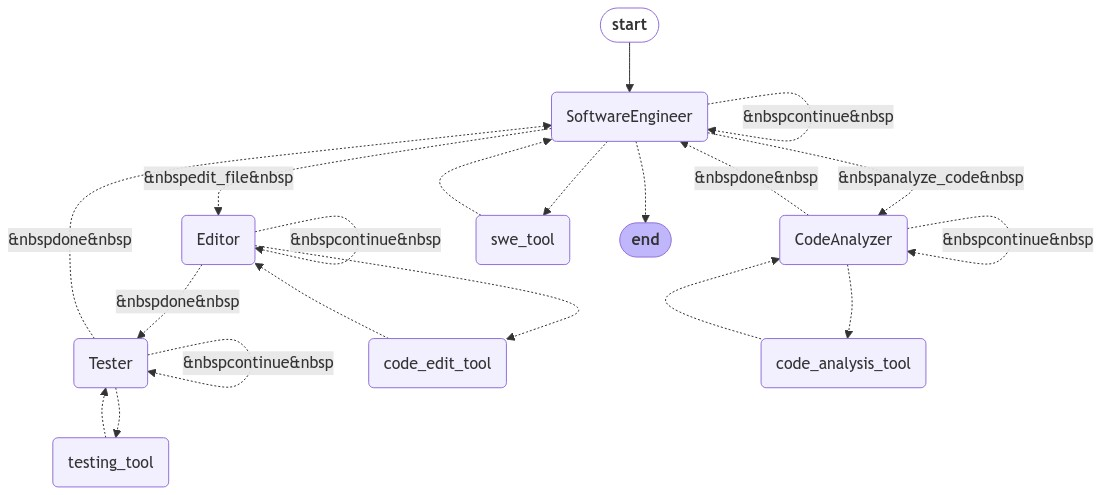 start
SoftwareEngineer
&nbspcontinue&nbsp
&nbspedit_file&nbsp
&nbspdone&nbsp
&nbspanalyze_code&nbsp
&nbspdone&nbsp
Editor
&nbspcontinue&nbsp
swe_tool
end
CodeAnalyzer
&nbspcontinue&nbsp
&nbspdone&nbsp
Tester
&nbspcontinue&nbsp
code_edit_tool
code_analysis_tool
testing_tool